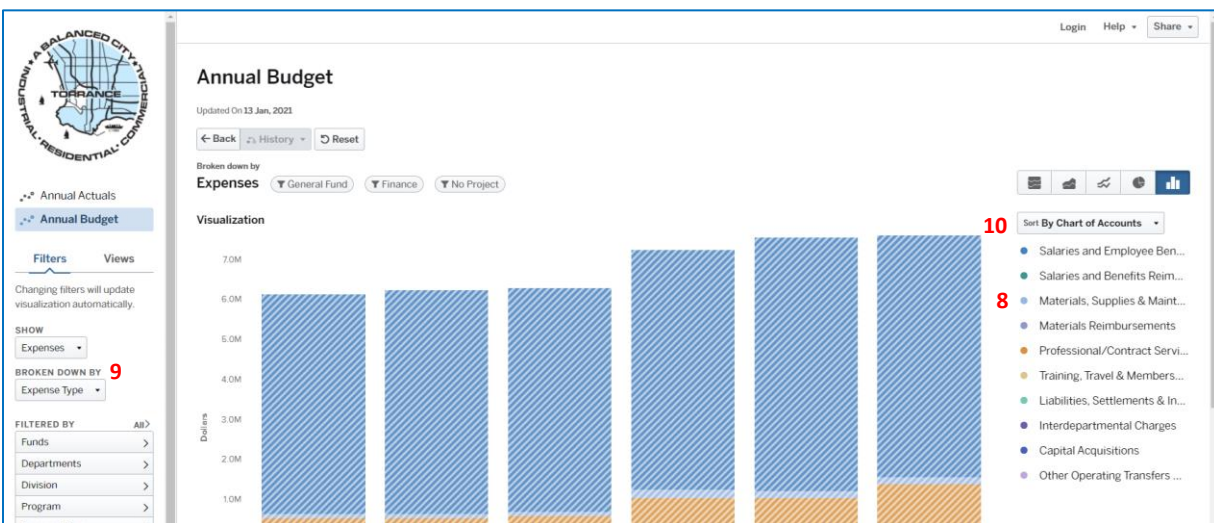 Login Help Share
A BALANCED CITY
INDUSTRIAL · RESIDENTIAL · COMMERCIAL
TORRANCE
Annual Budget
Updated On 13 Jan, 2021
Back History Reset
Broken down by
Expenses General Fund Finance No Project
Annual Actuals
Annual Budget
Filters Views
Changing filters will update
visualization automatically.
SHOW
Expenses
BROKEN DOWN BY 9
Expense Type
FILTERED BY All>
Funds
Departments
Division
Program
Visualization
7.0M
6.0M
5.0M
4.0M
3.0M
2.0M
1.0M
Dollars
10 Sort By Chart of Accounts
Salaries and Employee Ben...
Salaries and Benefits Reim...
8 Materials, Supplies & Maint...
Materials Reimbursements
Professional/Contract Servi...
Training, Travel & Members...
Liabilities, Settlements & In...
Interdepartmental Charges
Capital Acquisitions
Other Operating Transfers ...